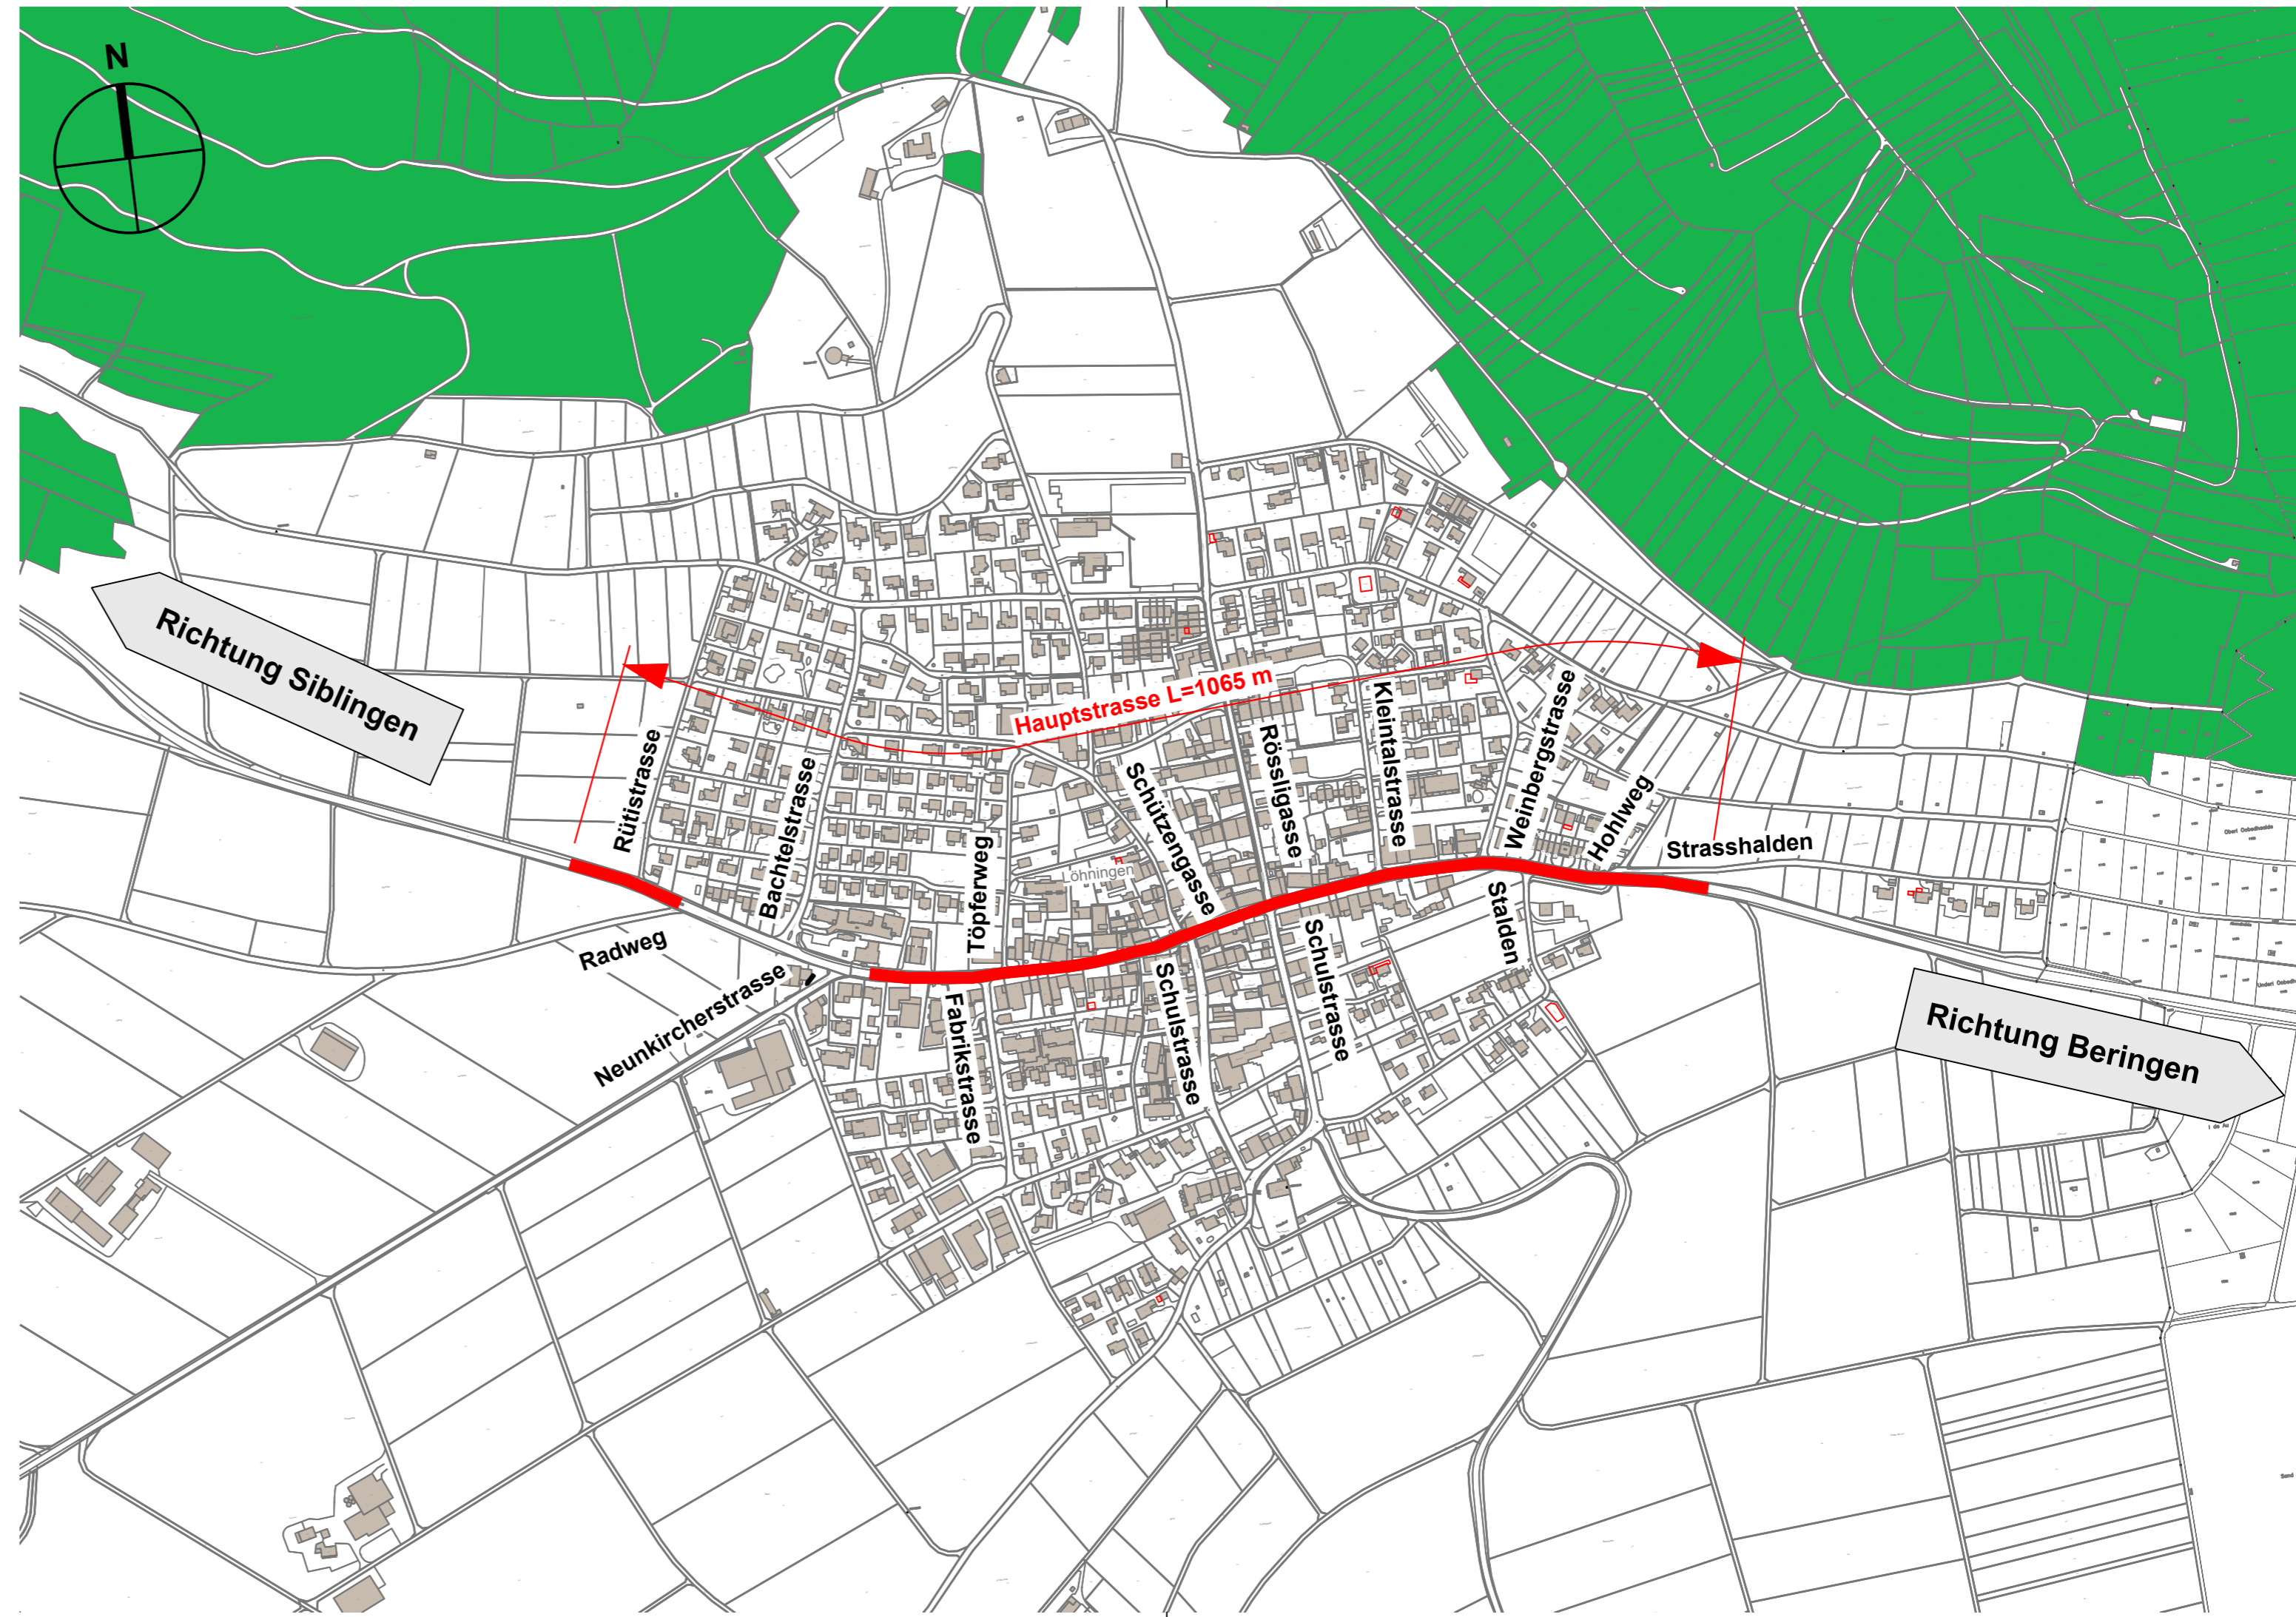 N
Richtung Siblingen
Hauptstrasse L=1065 m
Rütistrasse
Bachtelstrasse
Töpferweg
Löhningen
Schützengasse
Rössligasse
Kleintalstrasse
Weinbergstrasse
Hohlweg
Strasshalden
Radweg
Neunkircherstrasse
Fabrikstrasse
Schulstrasse
Schulstrasse
Stalden
Richtung Beringen